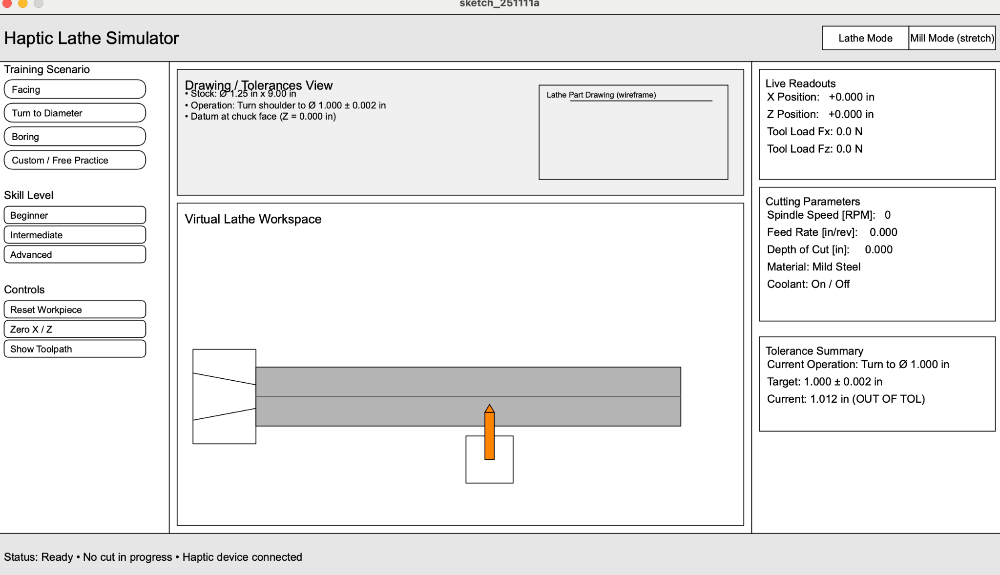 sketch_251111a
Haptic Lathe Simulator
Lathe Mode
Mill Mode (stretch)
Training Scenario
Facing
Turn to Diameter
Boring
Custom / Free Practice
Skill Level
Beginner
Intermediate
Advanced
Controls
Reset Workpiece
Zero X / Z
Show Toolpath
Drawing / Tolerances View
• Stock: Ø 1.25 in x 9.00 in
• Operation: Turn shoulder to Ø 1.000 ± 0.002 in
• Datum at chuck face (Z = 0.000 in)
Lathe Part Drawing (wireframe)
Virtual Lathe Workspace
Live Readouts
X Position: +0.000 in
Z Position: +0.000 in
Tool Load Fx: 0.0 N
Tool Load Fz: 0.0 N
Cutting Parameters
Spindle Speed [RPM]: 0
Feed Rate [in/rev]: 0.000
Depth of Cut [in]: 0.000
Material: Mild Steel
Coolant: On / Off
Tolerance Summary
Current Operation: Turn to Ø 1.000 in
Target: 1.000 ± 0.002 in
Current: 1.012 in (OUT OF TOL)
Status: Ready • No cut in progress • Haptic device connected